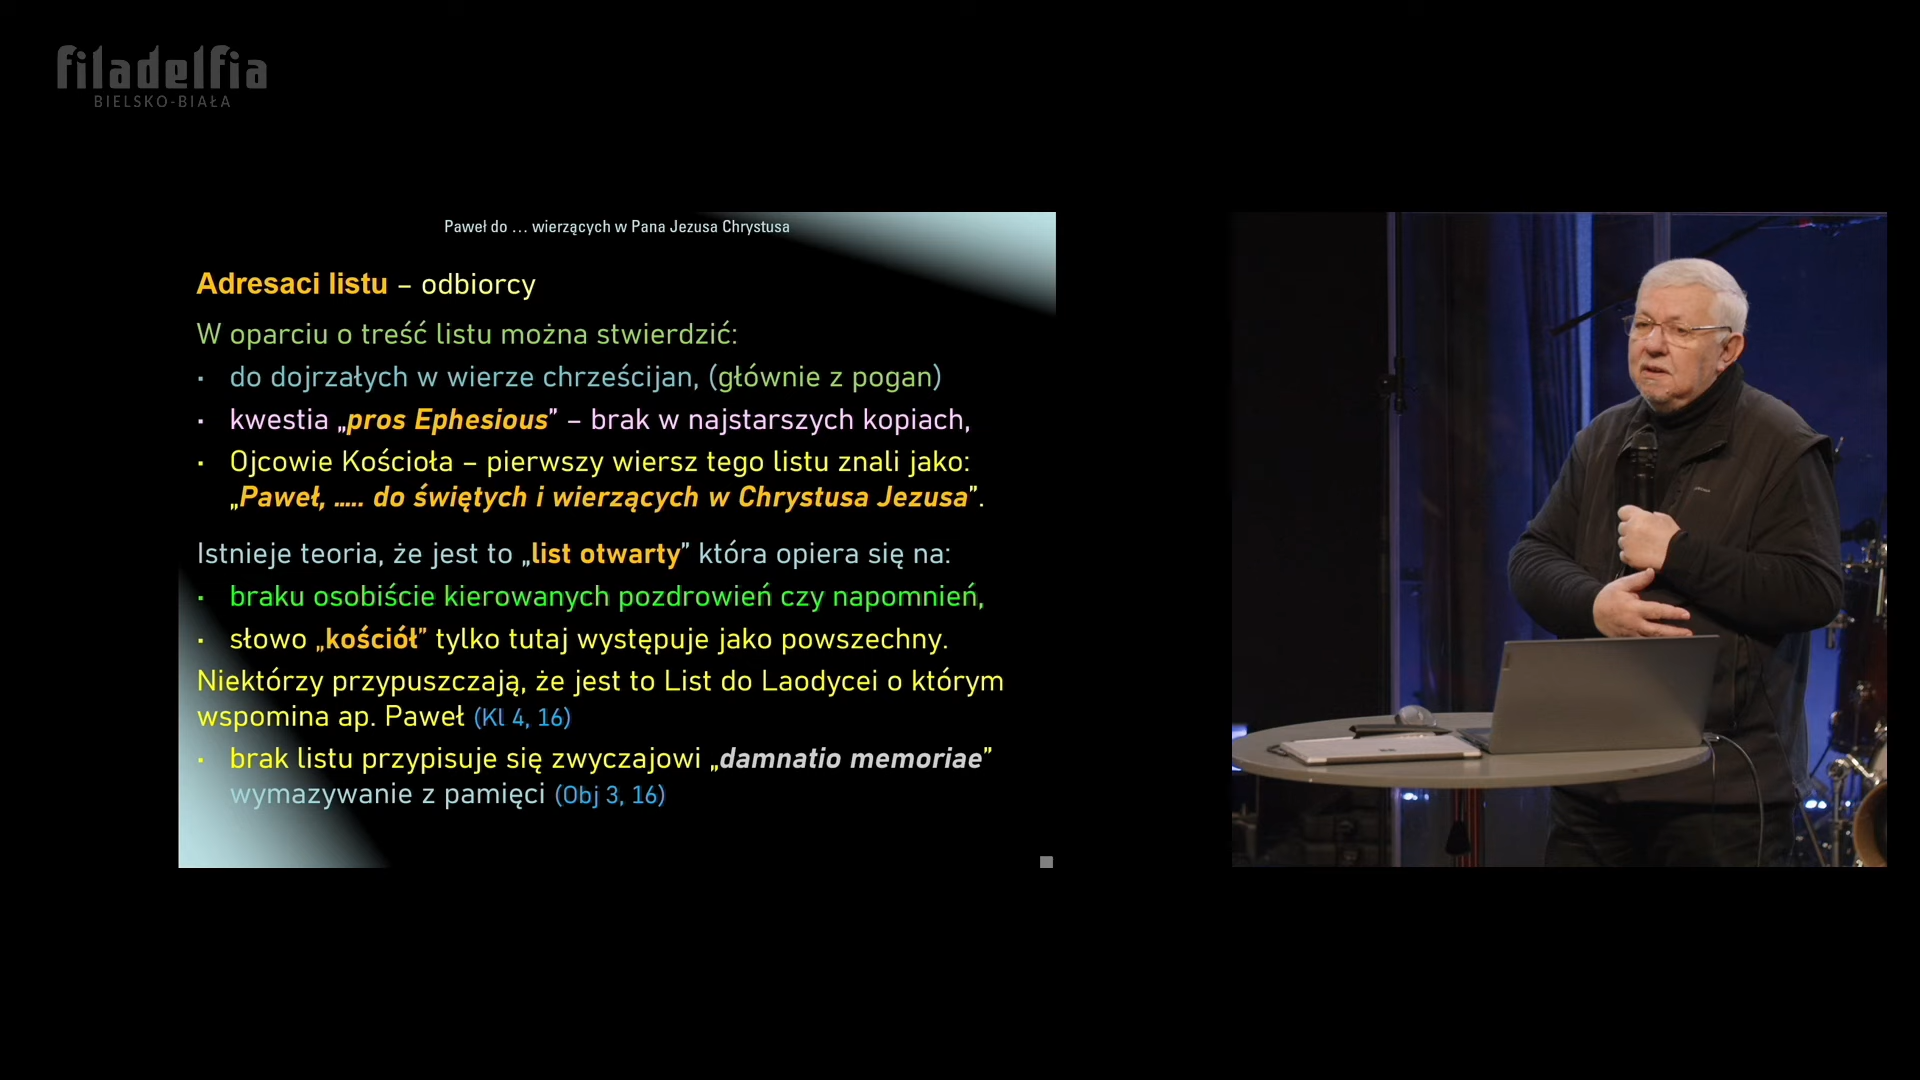 filadelfia
BIELSKO-BIAŁA
Paweł do … wierzących w Pana Jezusa Chrystusa
Adresaci listu – odbiorcy
W oparciu o treść listu można stwierdzić:
· do dojrzałych w wierze chrześcijan, (głównie z pogan)
· kwestia „pros Ephesious” – brak w najstarszych kopiach,
· Ojcowie Kościoła – pierwszy wiersz tego listu znali jako:
„Paweł, ..... do świętych i wierzących w Chrystusa Jezusa”.
Istnieje teoria, że jest to „list otwarty” która opiera się na:
· braku osobiście kierowanych pozdrowień czy napomnień,
· słowo „kościół” tylko tutaj występuje jako powszechny.
Niektórzy przypuszczają, że jest to List do Laodycei o którym
wspomina ap. Paweł (Kl 4, 16)
· brak listu przypisuje się zwyczajowi „damnatio memoriae”
wymazywanie z pamięci (Obj 3, 16)